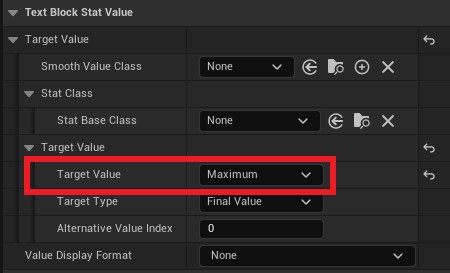 Text Block Stat Value
Target Value
Smooth Value Class None
Stat Class
Stat Base Class None
Target Value
Target Value Maximum
Target Type Final Value
Alternative Value Index 0
Value Display Format None